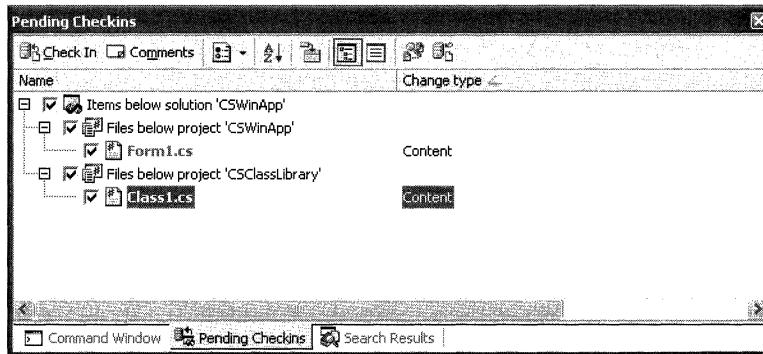 Pending Checkins
Check In Comments
Name Change type
Items below solution 'CSWinApp'
Files below project 'CSWinApp'
Form1.cs Content
Files below project 'CSClassLibrary'
Class1.cs Content
Command Window Pending Checkins Search Results